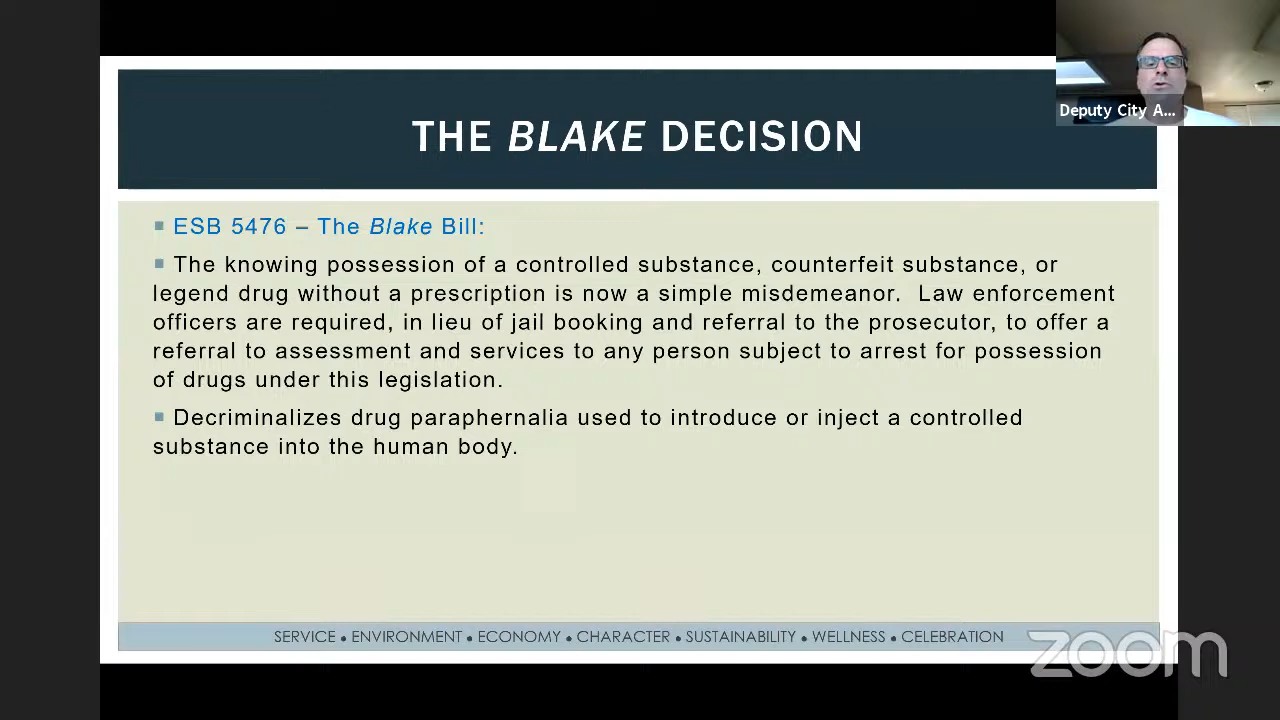 Deputy City A...
THE BLAKE DECISION
▪ ESB 5476 – The Blake Bill:
▪ The knowing possession of a controlled substance, counterfeit substance, or
legend drug without a prescription is now a simple misdemeanor.  Law enforcement
officers are required, in lieu of jail booking and referral to the prosecutor, to offer a
referral to assessment and services to any person subject to arrest for possession
of drugs under this legislation.
▪ Decriminalizes drug paraphernalia used to introduce or inject a controlled
substance into the human body.
SERVICE • ENVIRONMENT • ECONOMY • CHARACTER • SUSTAINABILITY • WELLNESS • CELEBRATION
zoom